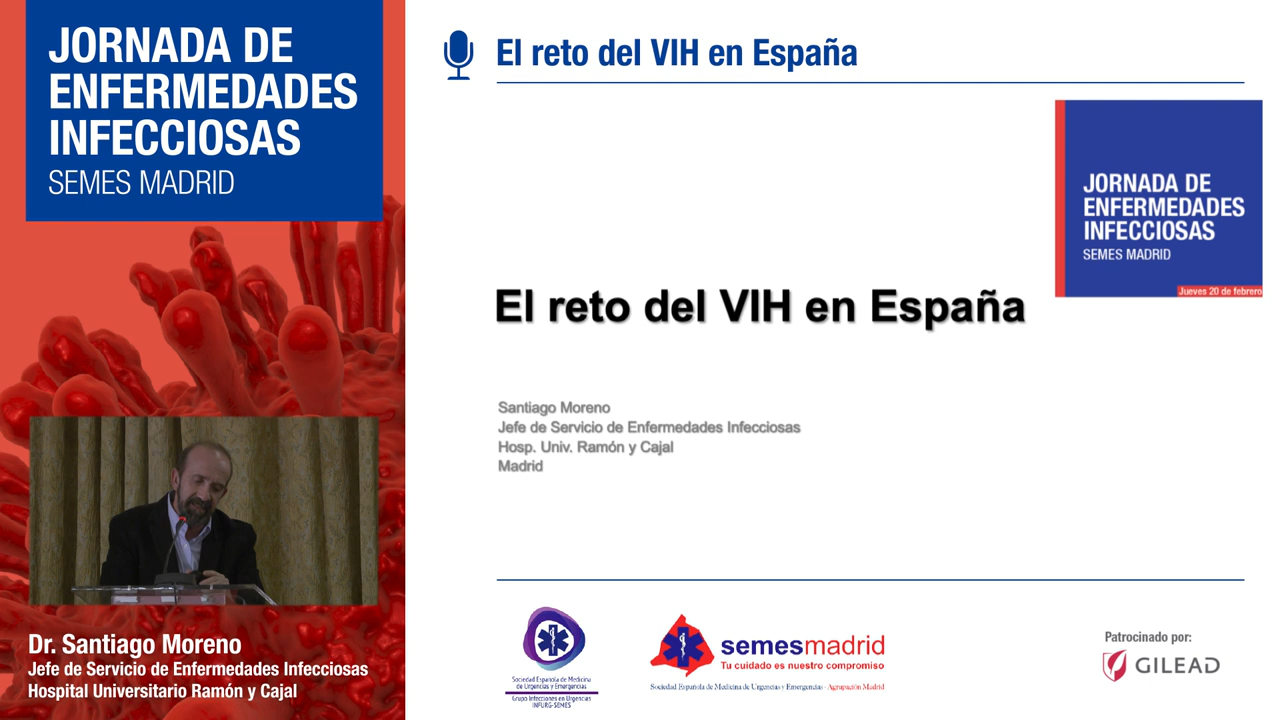 JORNADA DE
ENFERMEDADES
INFECCIOSAS
SEMES MADRID
Dr. Santiago Moreno
Jefe de Servicio de Enfermedades Infecciosas
Hospital Universitario Ramón y Cajal
El reto del VIH en España
JORNADA DE
ENFERMEDADES
INFECCIOSAS
SEMES MADRID
Jueves 20 de febrero
El reto del VIH en España
Santiago Moreno
Jefe de Servicio de Enfermedades Infecciosas
Hosp. Univ. Ramón y Cajal
Madrid
Sociedad Española de Medicina
de Urgencias y Emergencias
Grupo Infecciones en Urgencias
INFURG-SEMES
semesmadrid
Tu cuidado es nuestro compromiso
Sociedad Española de Medicina de Urgencias y Emergencias - Agrupación Madrid
Patrocinado por:
GILEAD